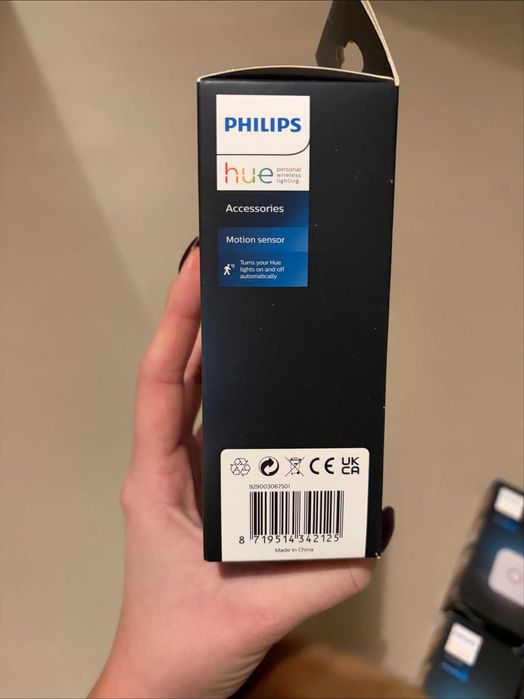 PHILIPS
hue personal
wireless
lighting
Accessories
Motion sensor
Turns your Hue
lights on and off
automatically
CE UK
CA
929003067501
8 719514 342125
Made in China